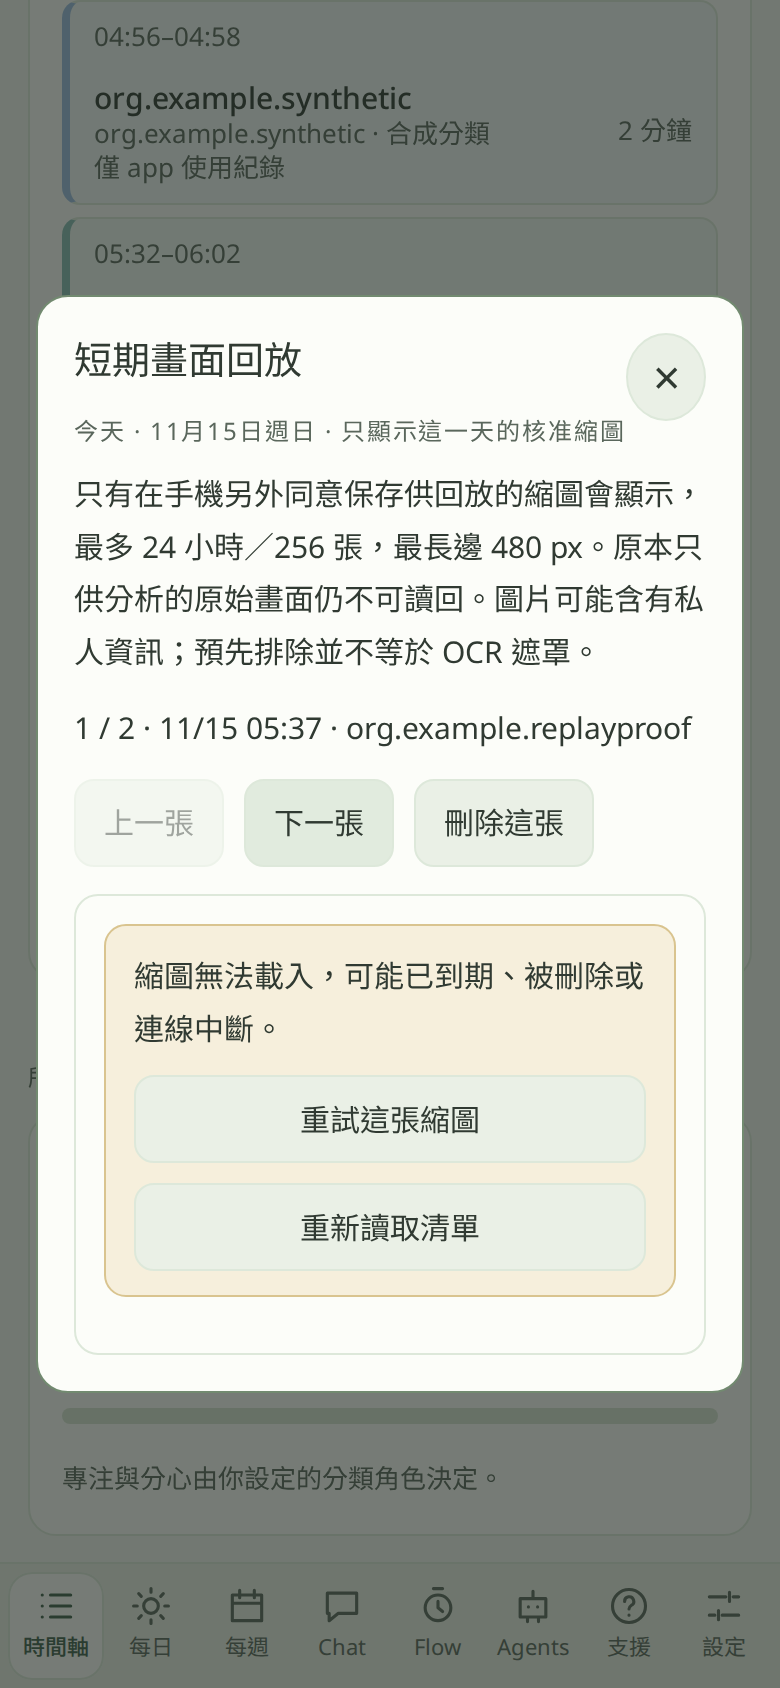 04:56–04:58
org.example.synthetic
org.example.synthetic · 合成分類
2 分鐘
僅 app 使用紀錄
05:32–06:02
短期畫面回放
×
今天 · 11月15日週日 · 只顯示這一天的核准縮圖
只有在手機另外同意保存供回放的縮圖會顯示，
最多 24 小時／256 張，最長邊 480 px。原本只
供分析的原始畫面仍不可讀回。圖片可能含有私
人資訊；預先排除並不等於 OCR 遮罩。
1 / 2 · 11/15 05:37 · org.example.replayproof
上一張
下一張
刪除這張
縮圖無法載入，可能已到期、被刪除或
連線中斷。
重試這張縮圖
重新讀取清單
專注與分心由你設定的分類角色決定。
時間軸
每日
每週
Chat
Flow
Agents
支援
設定